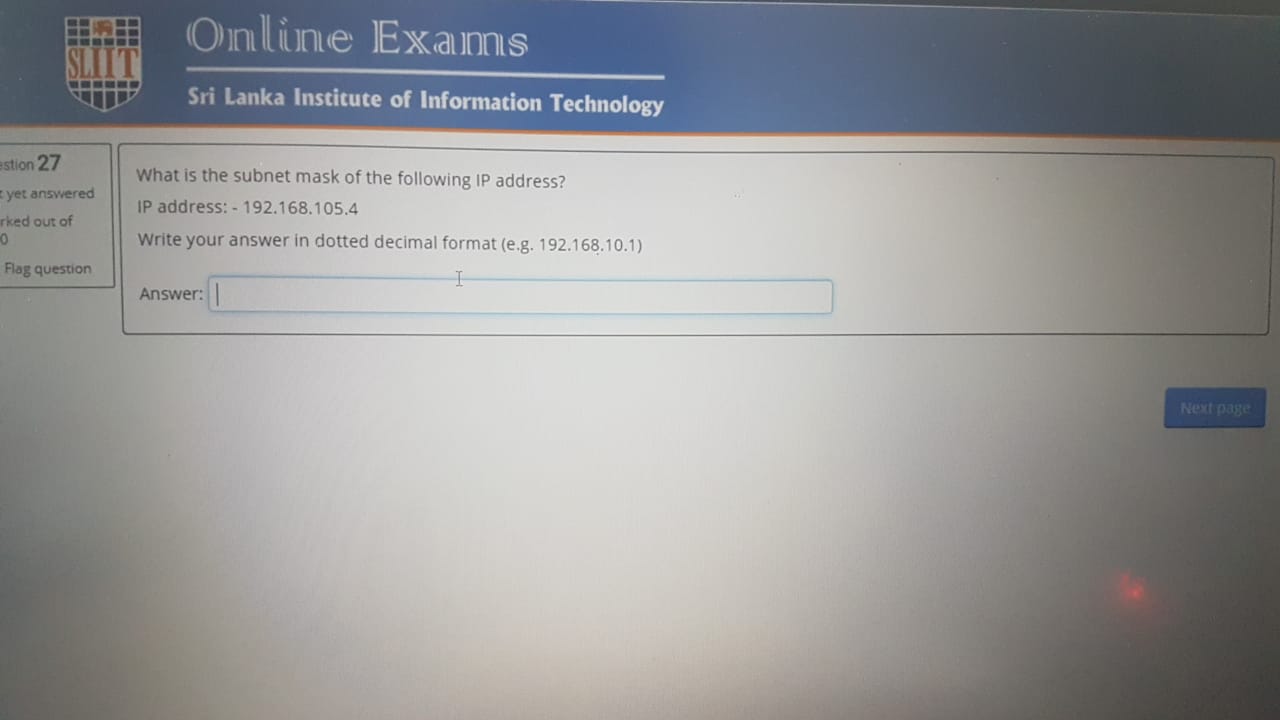 SLIIT
Online Exams
Sri Lanka Institute of Information Technology
estion 27
t yet answered
rked out of
0
Flag question
What is the subnet mask of the following IP address?
IP address: - 192.168.105.4
Write your answer in dotted decimal format (e.g. 192.168.10.1)
Answer:
Next page